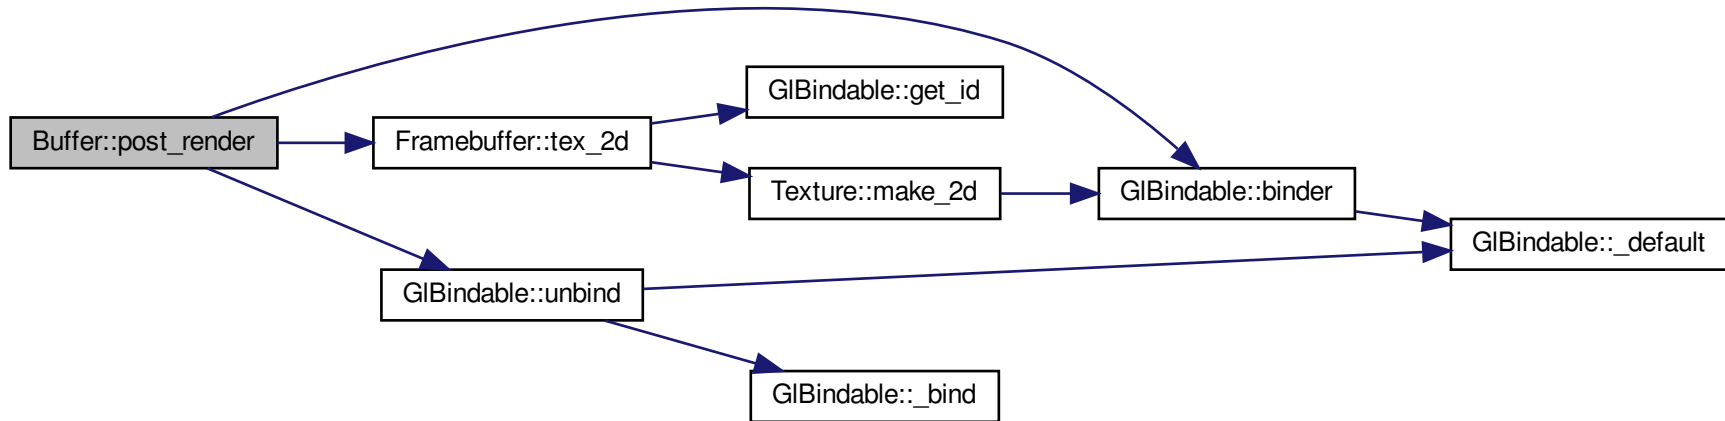 GlBindable::get_id
Buffer::post_render
Framebuffer::tex_2d
Texture::make_2d
GlBindable::binder
GlBindable::_default
GlBindable::unbind
GlBindable::_bind